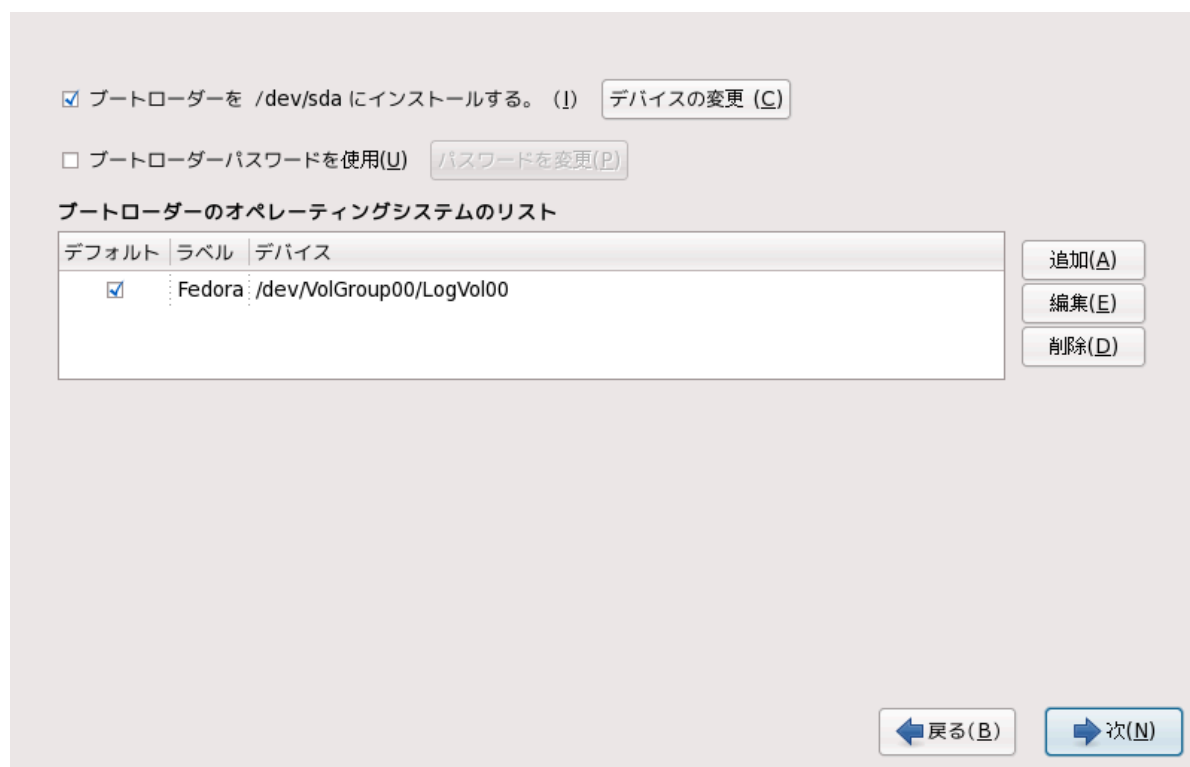 ブートローダーを /dev/sda にインストールする。 (I) デバイスの変更 (C)
ブートローダーパスワードを使用(U) パスワードを変更(P)
ブートローダーのオペレーティングシステムのリスト
デフォルト ラベル デバイス
Fedora /dev/VolGroup00/LogVol00
追加(A)
編集(E)
削除(D)
戻る(B) 次(N)